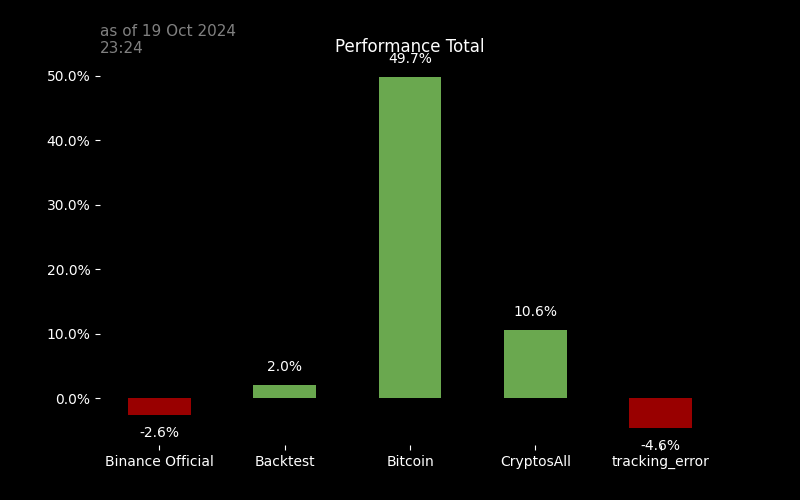 as of 19 Oct 2024
23:24
Performance Total
50.0%
40.0%
30.0%
20.0%
10.0%
0.0%
-2.6%
2.0%
49.7%
10.6%
-4.6%
Binance Official
Backtest
Bitcoin
CryptosAll
tracking_error